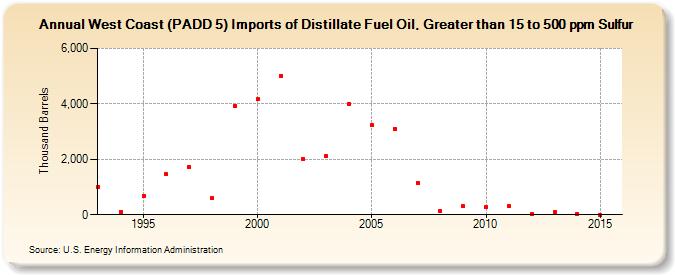 Annual West Coast (PADD 5) Imports of Distillate Fuel Oil, Greater than 15 to 500 ppm Sulfur
Thousand Barrels
6,000
4,000
2,000
0
1995 2000 2005 2010 2015
Source: U.S. Energy Information Administration